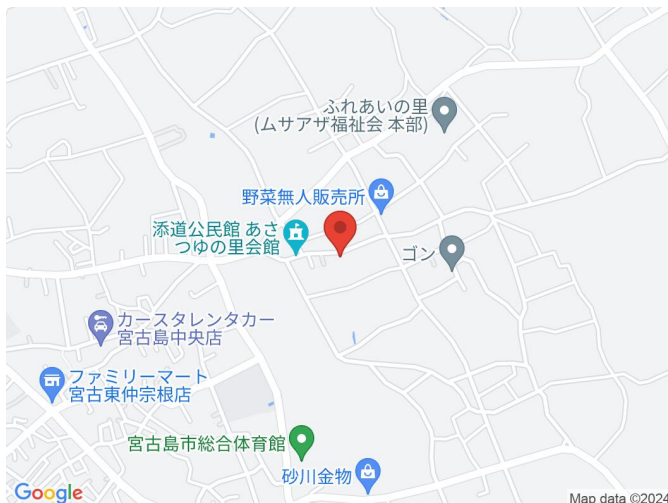 ふれあいの里
(ムサアザ福祉会 本部)
野菜無人販売所
添道公民館 あさ
つゆの里会館
ゴン
カースタレンタカー
宮古島中央店
ファミリーマート
宮古東仲宗根店
宮古島市総合体育館
砂川金物
Google
Map data ©2024